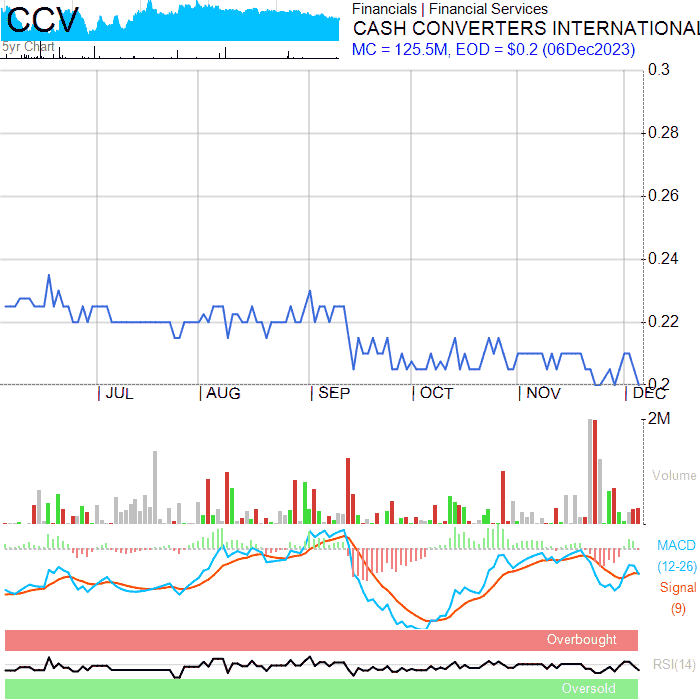 CCV
5yr Chart
Financials | Financial Services
CASH CONVERTERS INTERNATIONAL
MC = 125.5M, EOD = $0.2 (06Dec2023)
0.3
0.28
0.26
0.24
0.22
0.2
JUL
AUG
SEP
OCT
NOV
DEC
2M
Volume
MACD
(12-26)
Signal
(9)
Overbought
RSI(14)
Oversold